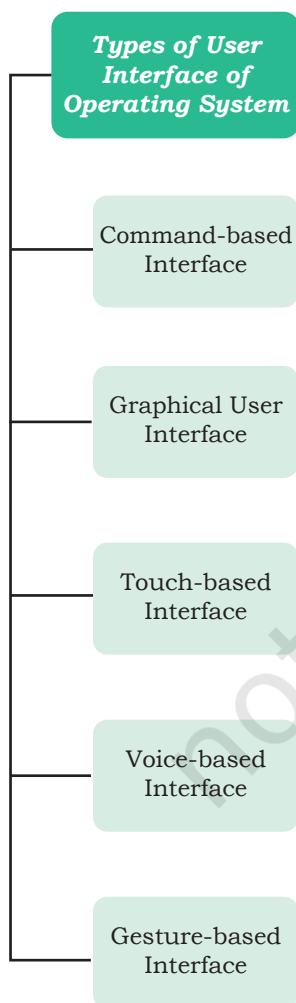 Types of User
Interface of
Operating System
Command-based
Interface
Graphical User
Interface
Touch-based
Interface
Voice-based
Interface
Gesture-based
Interface
not